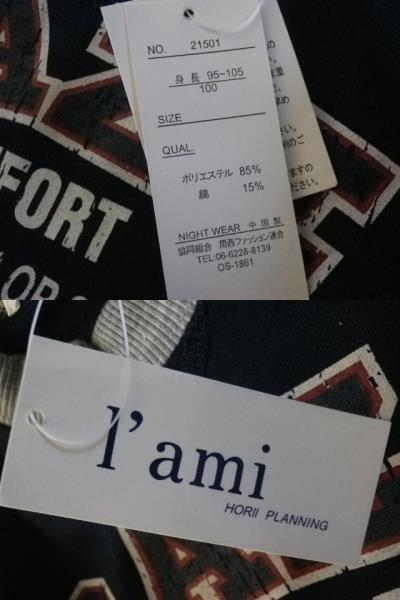 NO. 21501
身長 95~105
100
SIZE
QUAL.
ポリエステル 85%
綿 15%
NIGHT WEAR 中国製
協同組合 関西ファッション連合
TEL:06-6228-8139
OS-1861
FORT
l'ami
HORII PLANNING